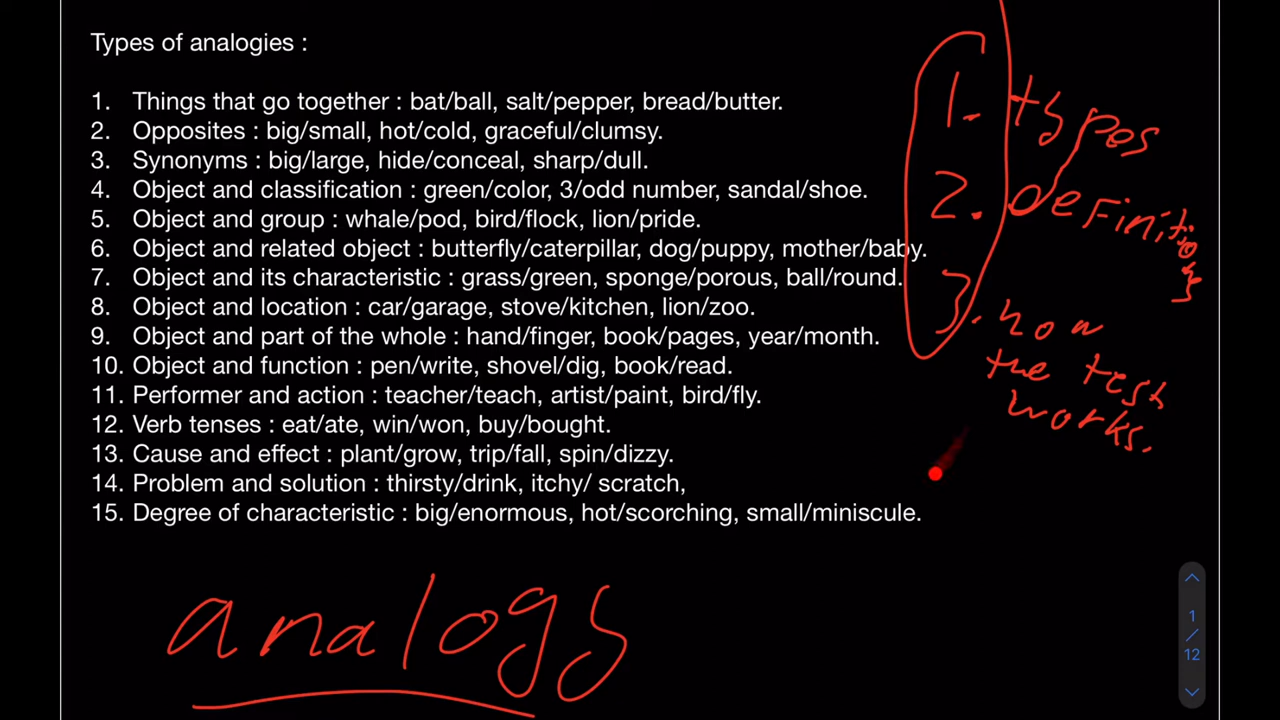 Types of analogies :
1. Things that go together : bat/ball, salt/pepper, bread/butter.
2. Opposites : big/small, hot/cold, graceful/clumsy.
3. Synonyms : big/large, hide/conceal, sharp/dull.
4. Object and classification : green/color, 3/odd number, sandal/shoe.
5. Object and group : whale/pod, bird/flock, lion/pride.
6. Object and related object : butterfly/caterpillar, dog/puppy, mother/baby.
7. Object and its characteristic : grass/green, sponge/porous, ball/round.
8. Object and location : car/garage, stove/kitchen, lion/zoo.
9. Object and part of the whole : hand/finger, book/pages, year/month.
10. Object and function : pen/write, shovel/dig, book/read.
11. Performer and action : teacher/teach, artist/paint, bird/fly.
12. Verb tenses : eat/ate, win/won, buy/bought.
13. Cause and effect : plant/grow, trip/fall, spin/dizzy.
14. Problem and solution : thirsty/drink, itchy/ scratch,
15. Degree of characteristic : big/enormous, hot/scorching, small/miniscule.
1. types
2. definitions
3. how
the test
works.
analogy
1
/
12